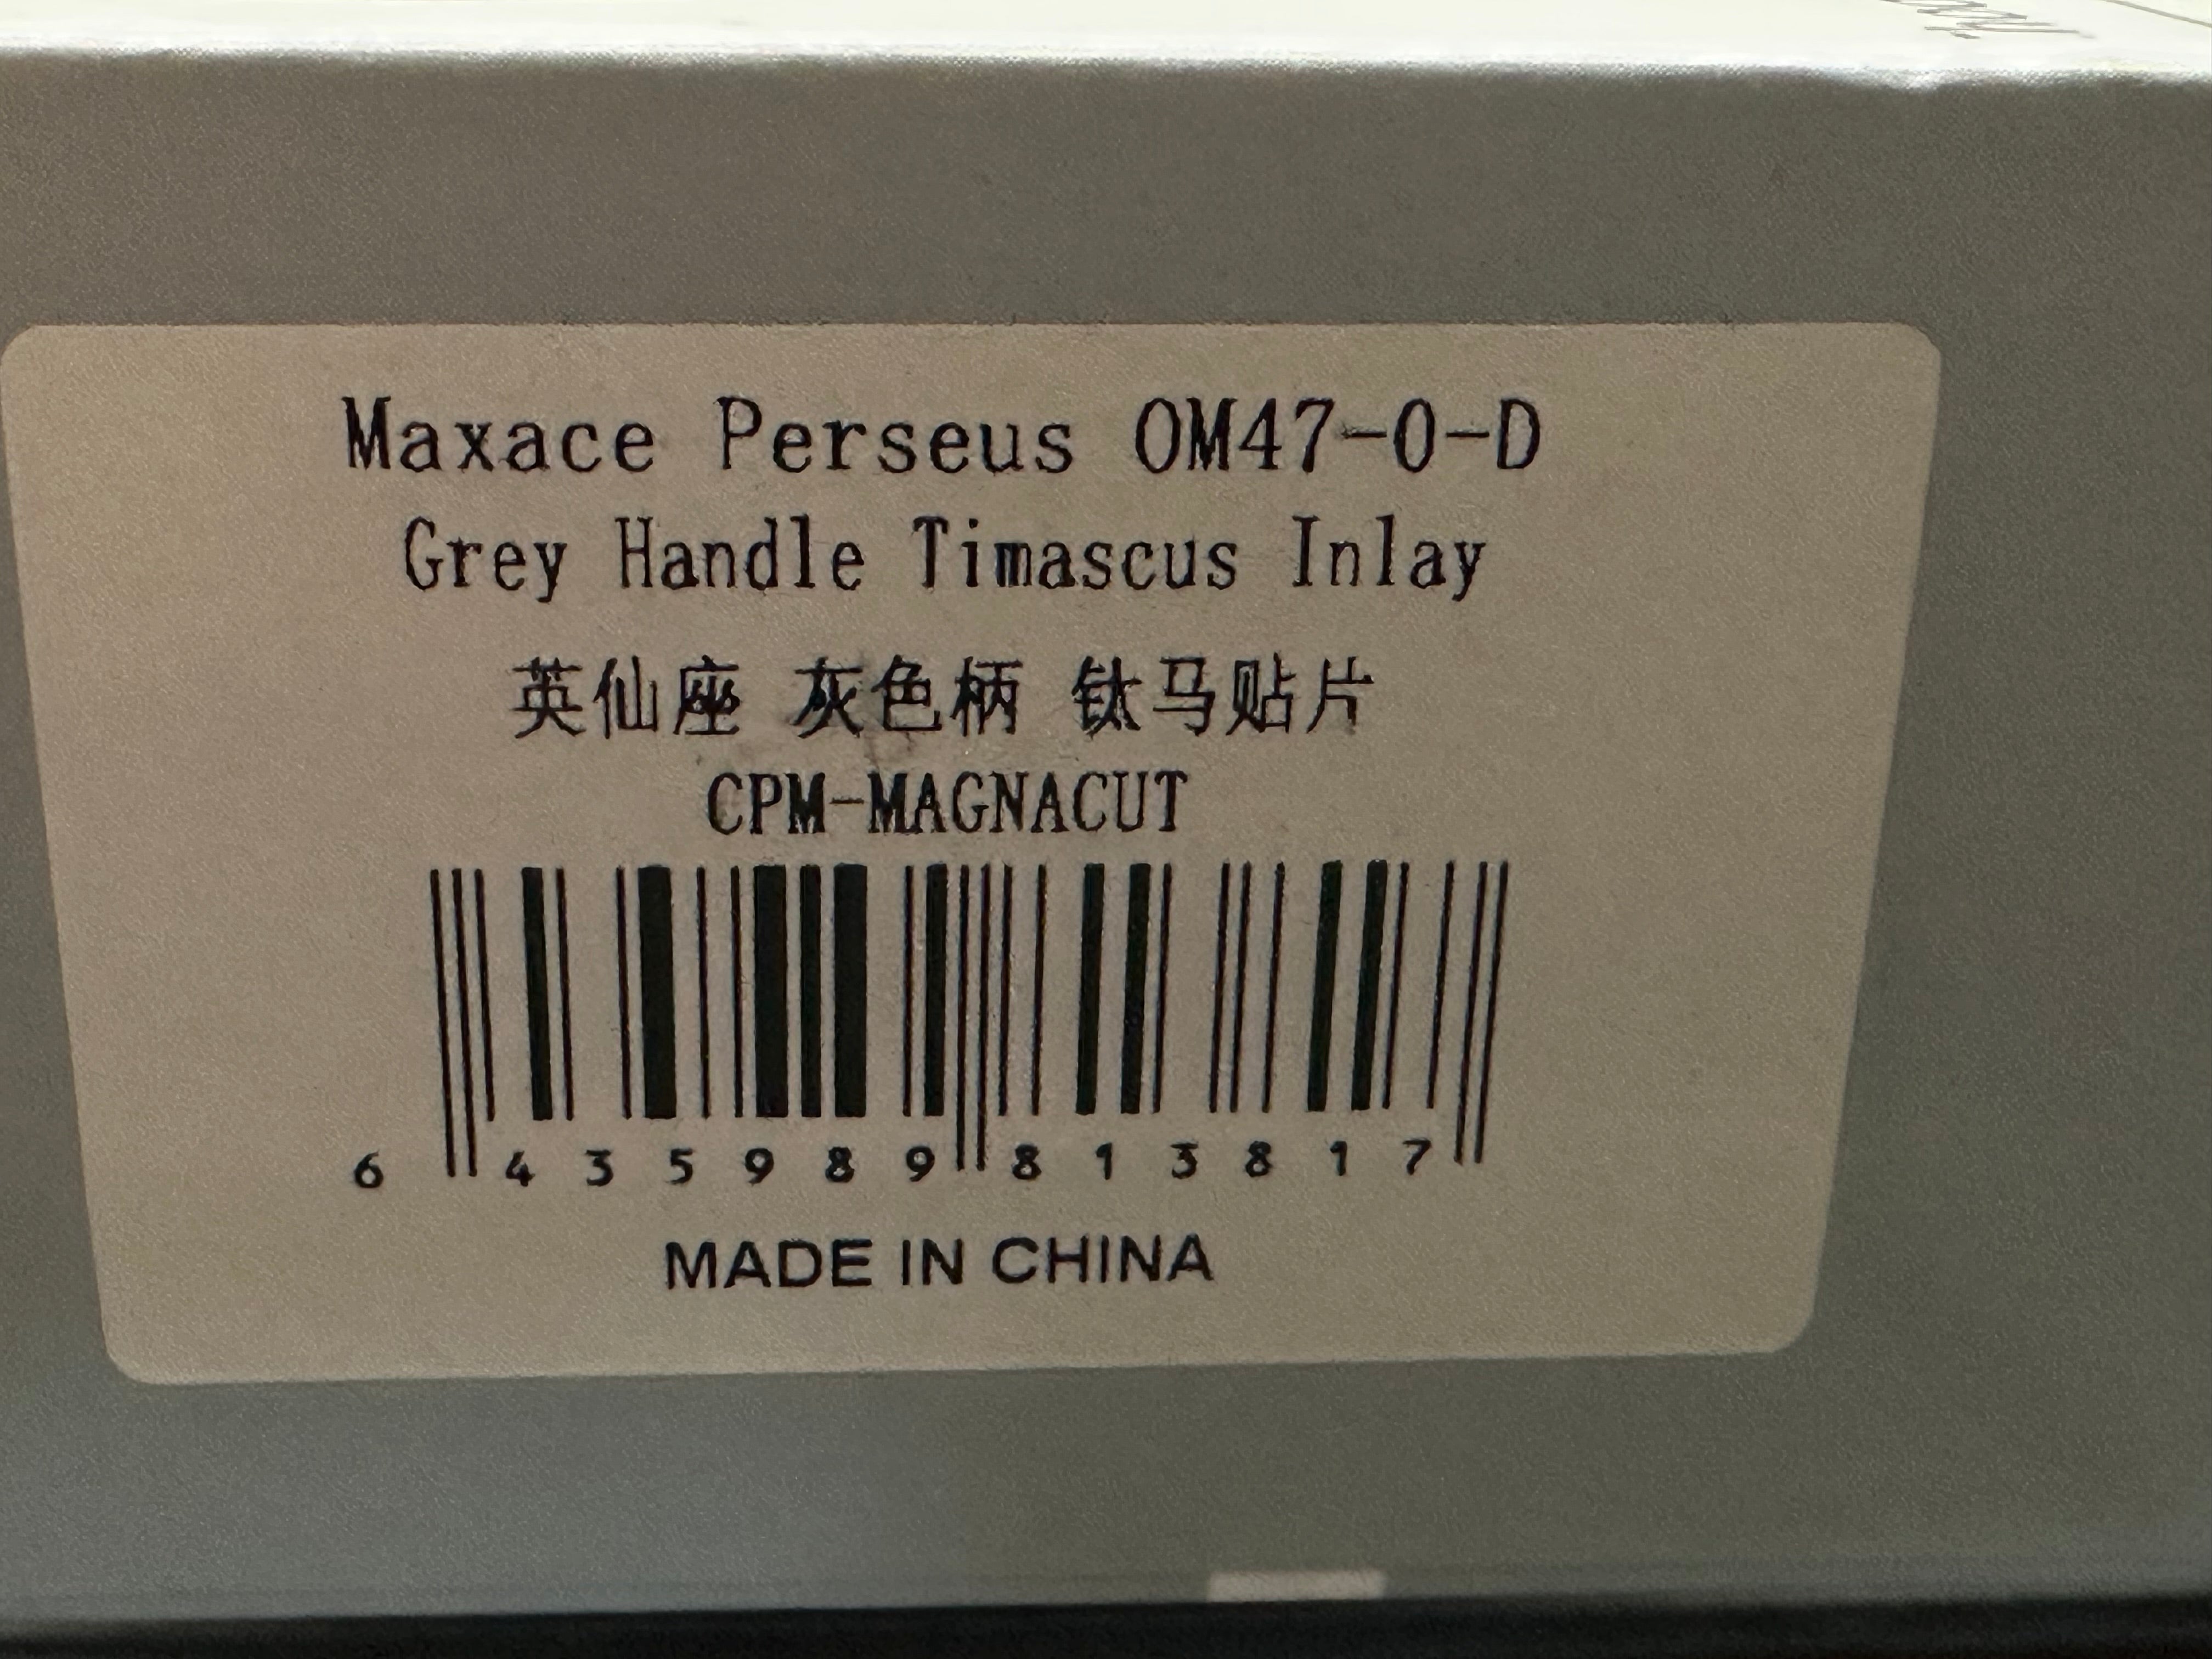 Maxace Perseus OM47-0-D
Grey Handle Timascus Inlay
英仙座 灰色柄 钛马贴片
CPM-MAGNACUT
6 435989 813817
MADE IN CHINA